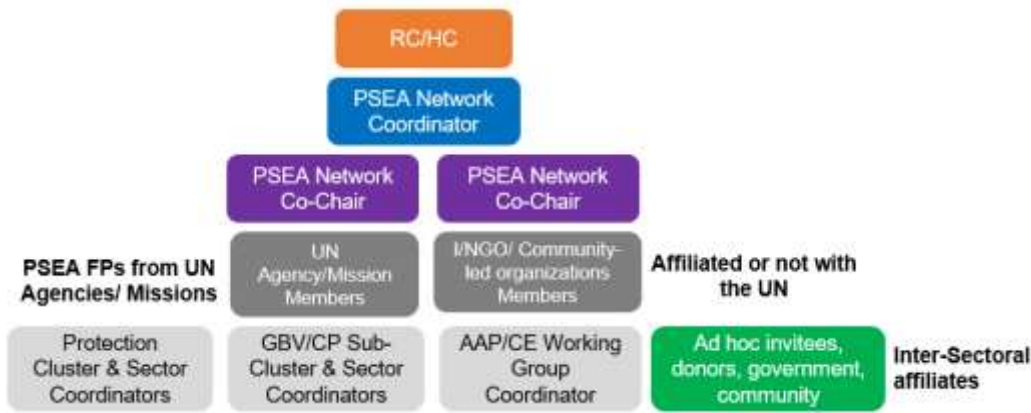 RC/HC
PSEA Network
Coordinator
PSEA Network
Co-Chair
PSEA Network
Co-Chair
PSEA FPs from UN
Agencies/ Missions
UN
Agency/Mission
Members
I/NGO/ Community-
led organizations
Members
Affiliated or not with
the UN
Protection
Cluster & Sector
Coordinators
GBV/CP Sub-
Cluster & Sector
Coordinators
AAP/CE Working
Group
Coordinator
Ad hoc invitees,
donors, government,
community
Inter-Sectoral
affiliates